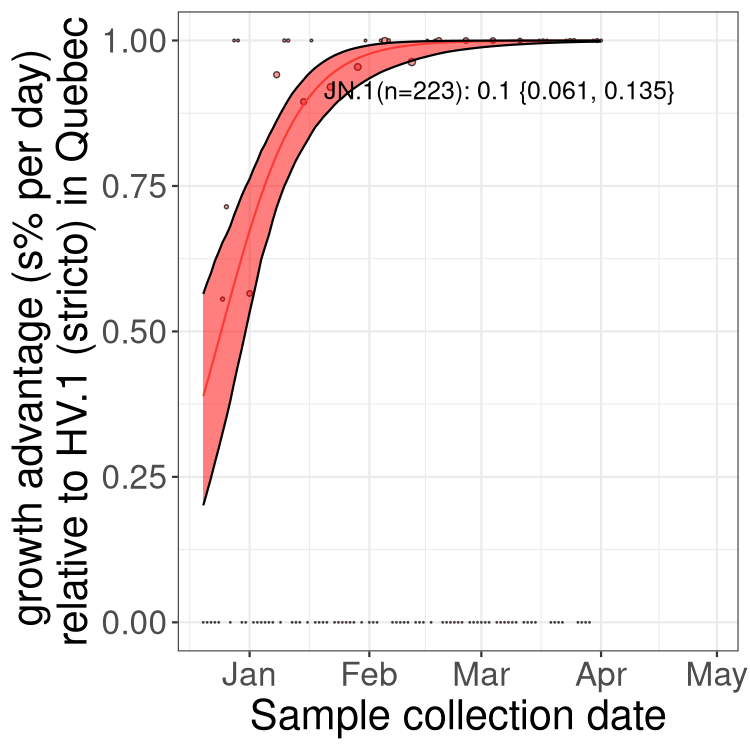 growth advantage (s% per day)
relative to HV.1 (stricto) in Quebec
1.00
0.75
0.50
0.25
0.00
JN.1(n=223): 0.1 {0.061, 0.135}
Jan Feb Mar Apr May
Sample collection date